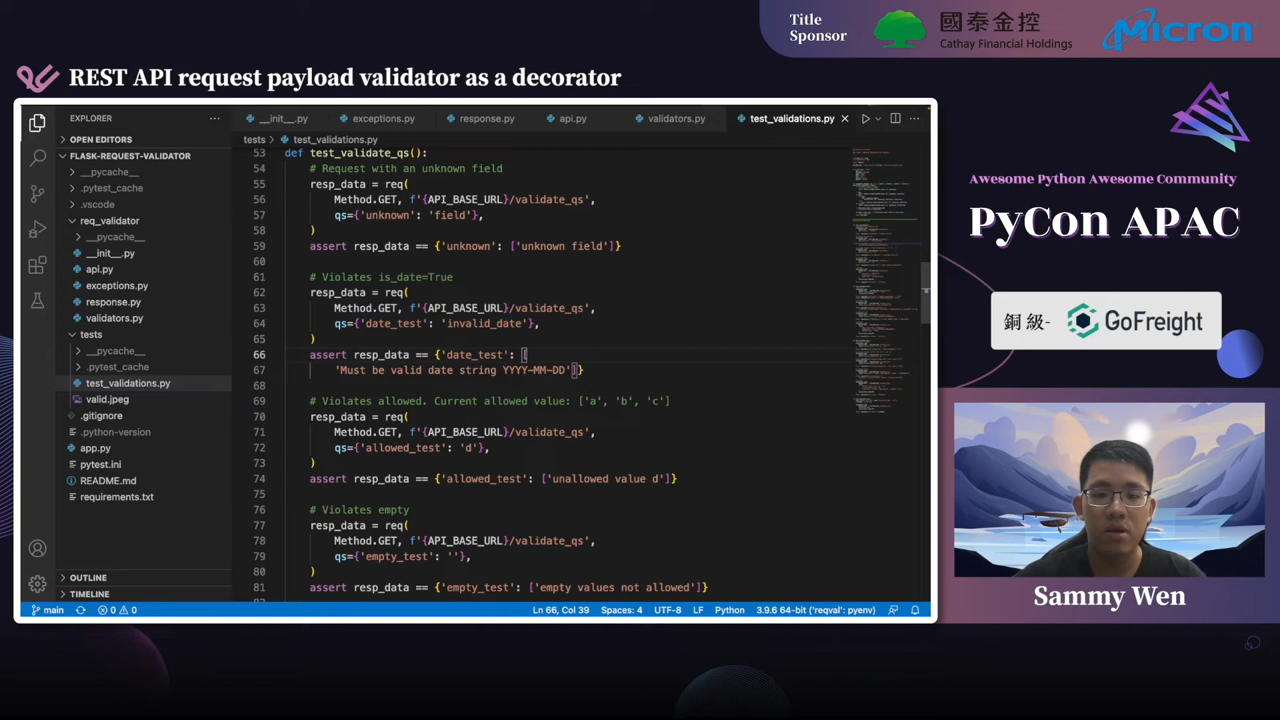 Title
Sponsor
國泰金控
Cathay Financial Holdings
Micron
REST API request payload validator as a decorator
EXPLORER
OPEN EDITORS
FLASK-REQUEST-VALIDATOR
__pycache__
.pytest_cache
.vscode
req_validator
__pycache__
__init__.py
api.py
exceptions.py
response.py
validators.py
tests
__pycache__
.pytest_cache
test_validations.py
valid.jpeg
.gitignore
.python-version
app.py
pytest.ini
README.md
requirements.txt
OUTLINE
TIMELINE
__init__.py
exceptions.py
response.py
api.py
validators.py
test_validations.py
tests
test_validations.py
53 def test_validate_qs():
54 # Request with an unknown field
55 resp_data = req(
56 Method.GET, f'{API_BASE_URL}/validate_qs',
57 qs={'unknown': 'field'},
58 )
59 assert resp_data == {'unknown': ['unknown field']}
60
61 # Violates is_date=True
62 resp_data = req(
63 Method.GET, f'{API_BASE_URL}/validate_qs',
64 qs={'date_test': 'invalid_date'},
65 )
66 assert resp_data == {'date_test': [
67 'Must be valid date string YYYY-MM-DD']}
68
69 # Violates allowed. Current allowed value: ['a', 'b', 'c']
70 resp_data = req(
71 Method.GET, f'{API_BASE_URL}/validate_qs',
72 qs={'allowed_test': 'd'},
73 )
74 assert resp_data == {'allowed_test': ['unallowed value d']}
75
76 # Violates empty
77 resp_data = req(
78 Method.GET, f'{API_BASE_URL}/validate_qs',
79 qs={'empty_test': ''},
80 )
81 assert resp_data == {'empty_test': ['empty values not allowed']}
main
0
0
Ln 66, Col 39
Spaces: 4
UTF-8
LF
Python
3.9.6 64-bit ('reqval': pyenv)
Awesome Python Awesome Community
PyCon APAC
銅級-
GoFreight
Sammy Wen